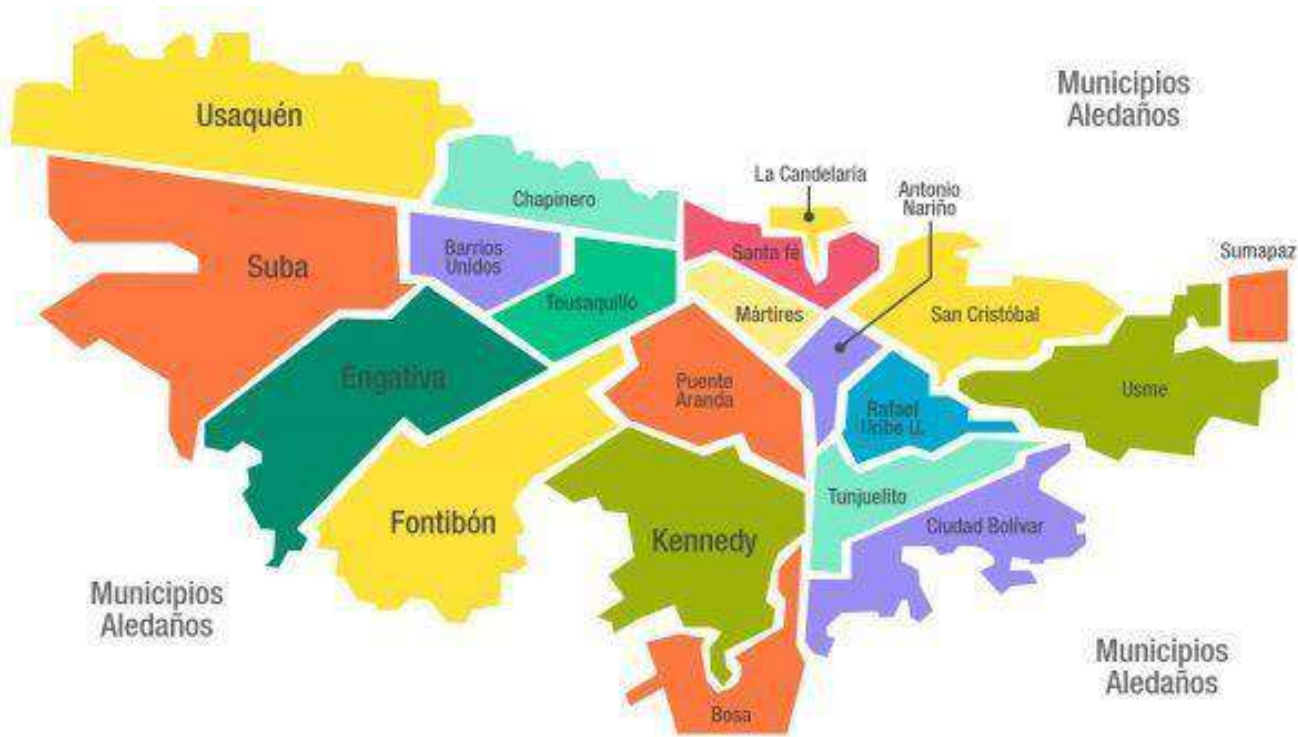 Usaquén
Municipios
Aledaños
Chapinero
La Candelaria
Antonio
Nariño
Barrios
Unidos
Suba
Santa fé
Sumapaz
Tousaquillo
Mártires
San Cristóbal
Engativa
Puente
Aranda
Usme
Rafael
Uribe U.
Fontibón
Kennedy
Tunjuelito
Ciudad Bolívar
Municipios
Aledaños
Municipios
Aledaños
Bosa